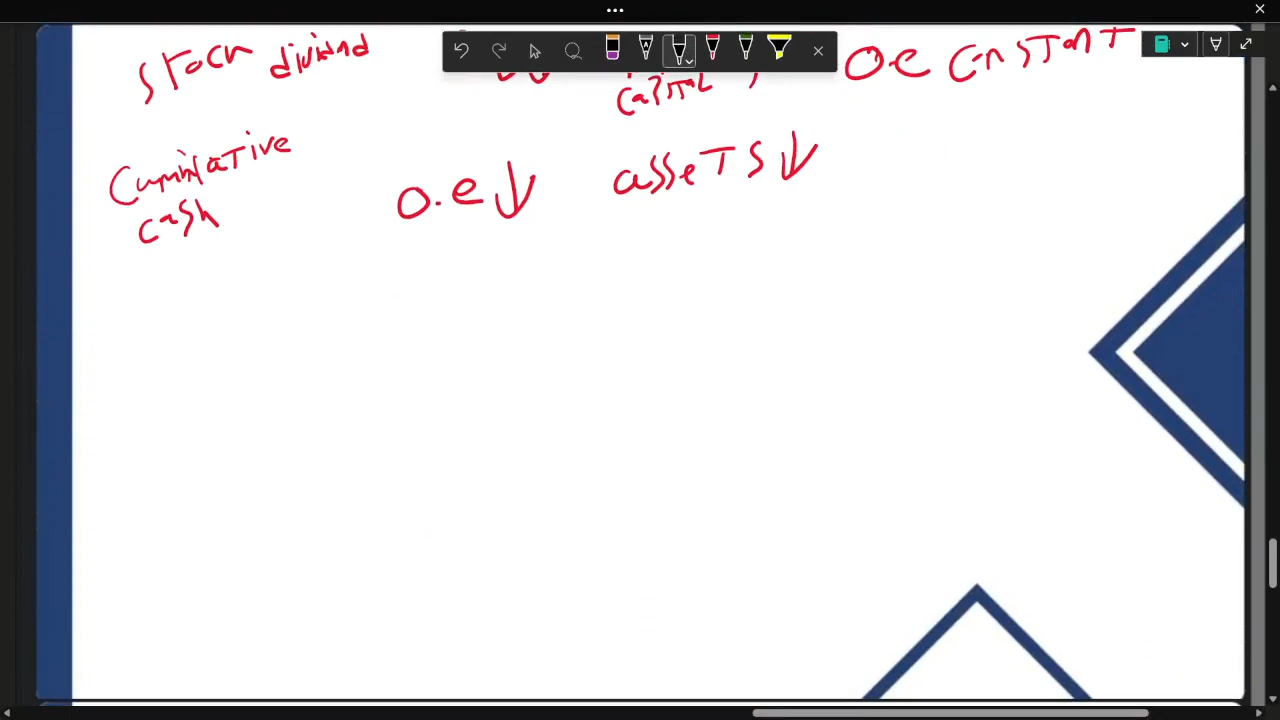 stock dividend
capital , O.e constant
Cumulative cash O.e ↓ asseTs ↓